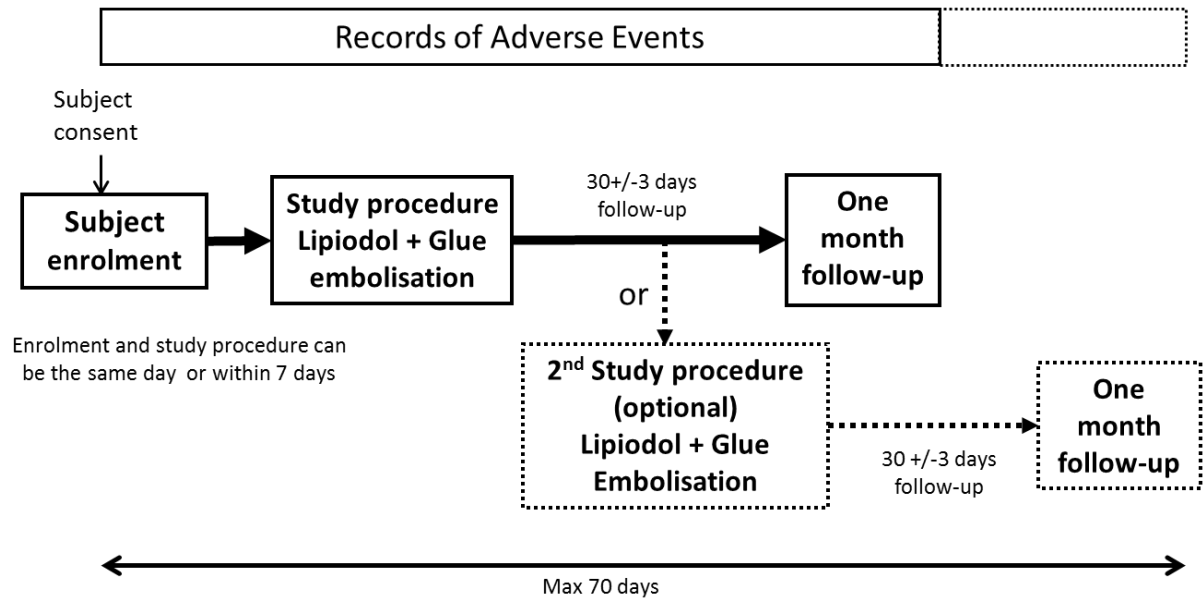 Records of Adverse Events
Subject
consent
Subject
enrolment
Study procedure
Lipiodol + Glue
embolisation
30+/-3 days
follow-up
One
month
follow-up
or
Enrolment and study procedure can
be the same day or within 7 days
2nd Study procedure
(optional)
Lipiodol + Glue
Embolisation
30 +/-3 days
follow-up
One
month
follow-up
Max 70 days